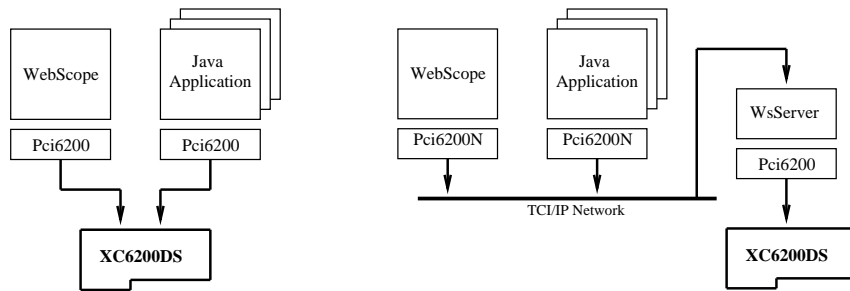 WebScope
Java
Application
Pci6200
Pci6200
XC6200DS
WebScope
Java
Application
Pci6200N
Pci6200N
TCI/IP Network
WsServer
Pci6200
XC6200DS